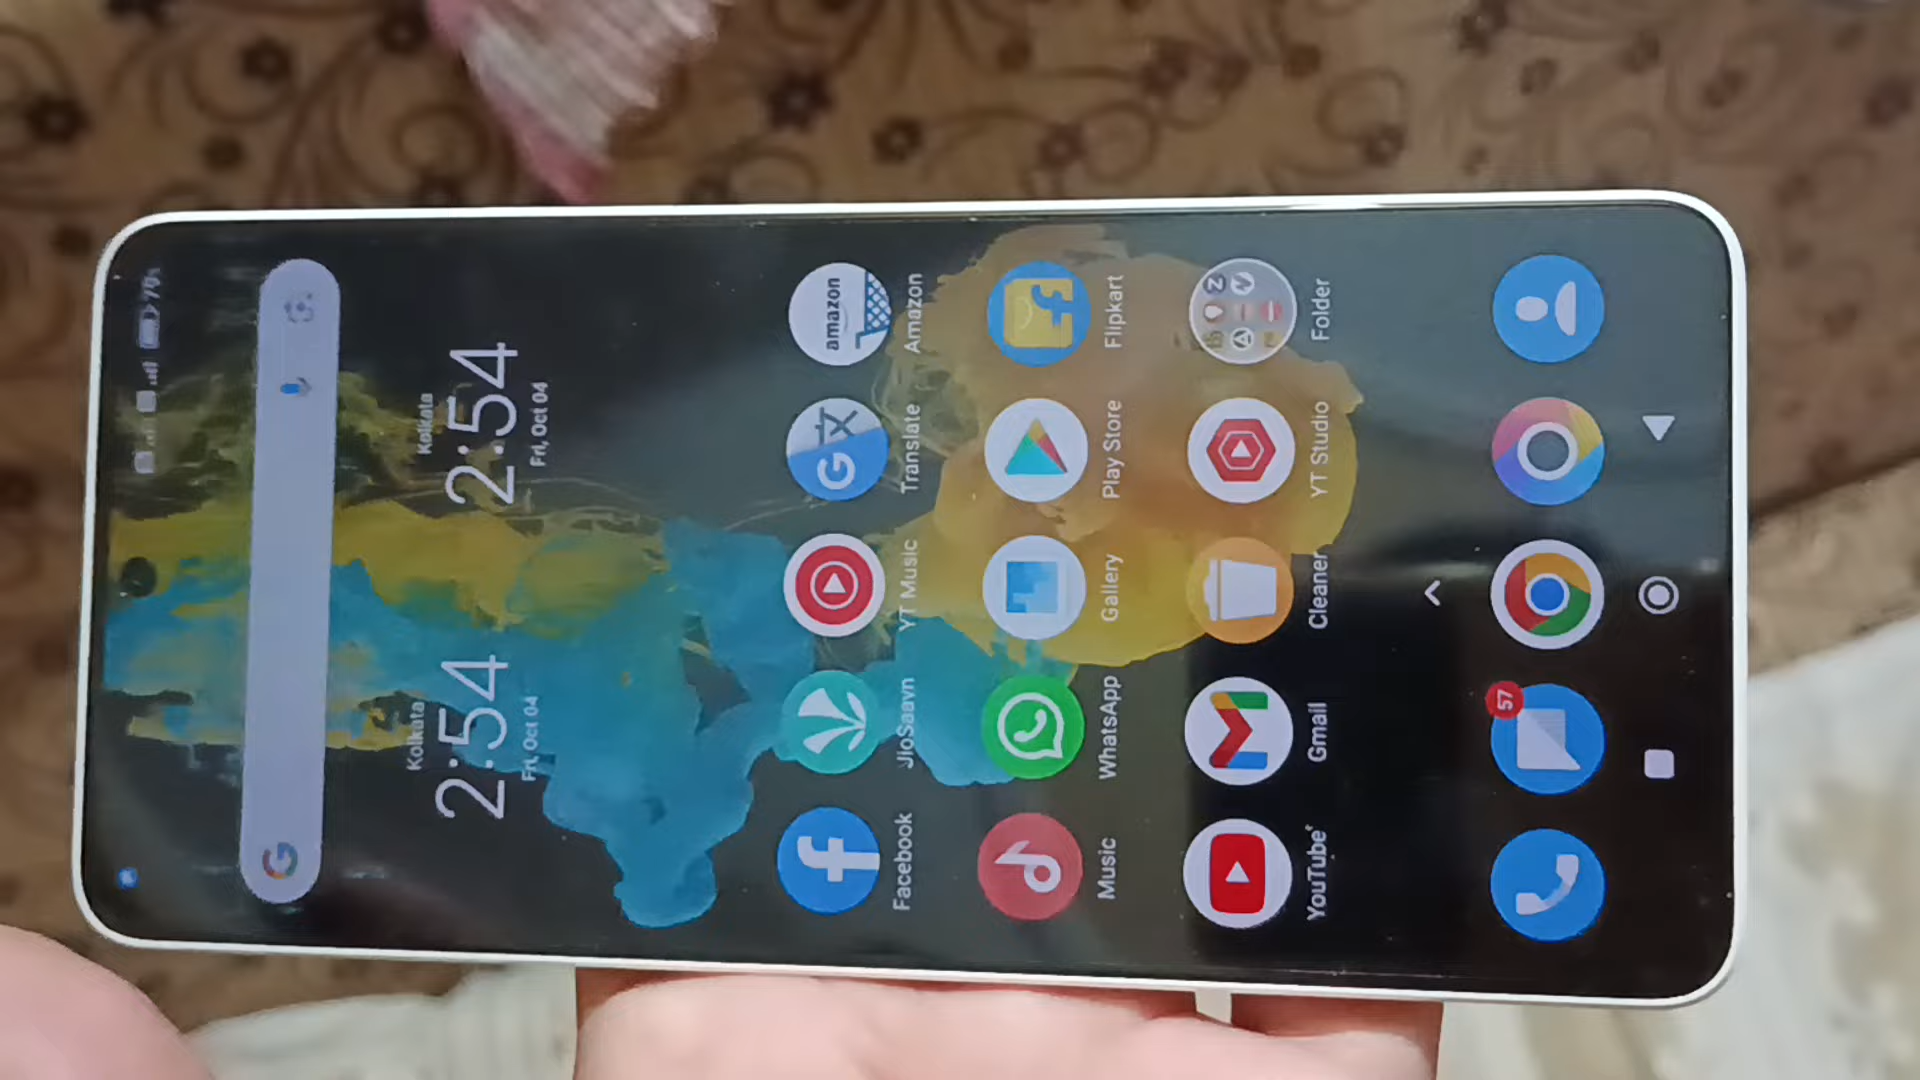 70
G
Kolkata
2:54
Fri, Oct 04
Kolkata
2:54
Fri, Oct 04
amazon
Facebook
JioSaavn
YT Music
Translate
Amazon
Music
WhatsApp
Gallery
Play Store
Flipkart
YouTube
Gmail
Cleaner
YT Studio
Folder
57